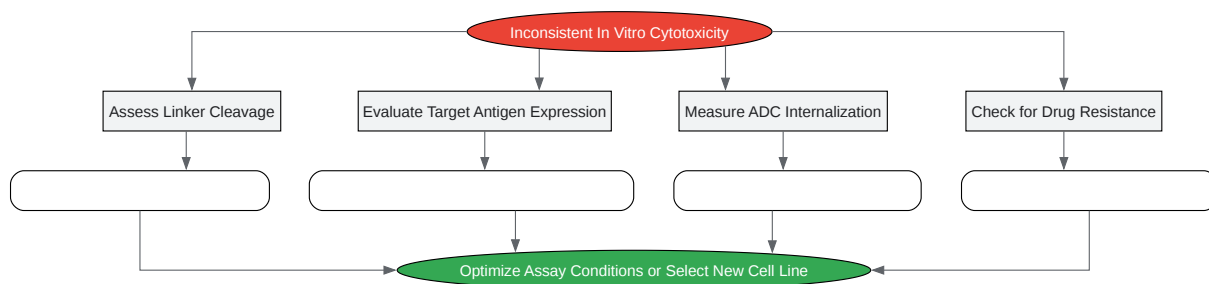 Inconsistent In Vitro Cytotoxicity
Assess Linker Cleavage
Evaluate Target Antigen Expression
Measure ADC Internalization
Check for Drug Resistance
Optimize Assay Conditions or Select New Cell Line